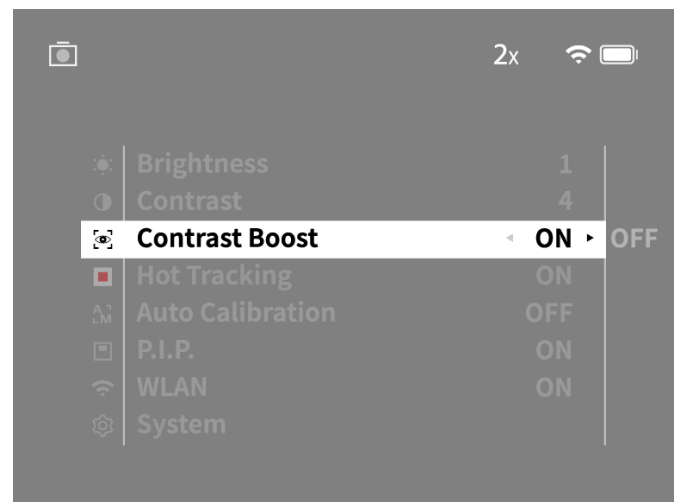 2x
Brightness 1
Contrast 4
Contrast Boost ON OFF
Hot Tracking ON
Auto Calibration OFF
P.I.P. ON
WLAN ON
System